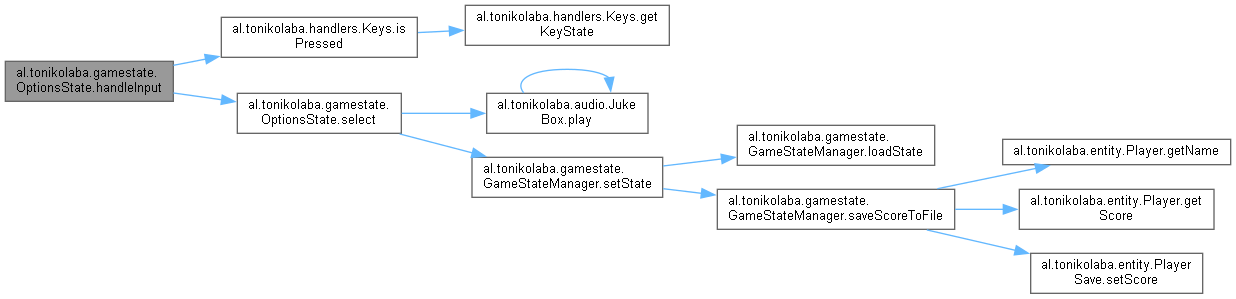 al.tonikolaba.gamestate.
OptionsState.handleInput
al.tonikolaba.handlers.Keys.is
Pressed
al.tonikolaba.handlers.Keys.get
KeyState
al.tonikolaba.gamestate.
OptionsState.select
al.tonikolaba.audio.Juke
Box.play
al.tonikolaba.gamestate.
GameStateManager.setState
al.tonikolaba.gamestate.
GameStateManager.loadState
al.tonikolaba.gamestate.
GameStateManager.saveScoreToFile
al.tonikolaba.entity.Player.getName
al.tonikolaba.entity.Player.get
Score
al.tonikolaba.entity.Player
Save.setScore